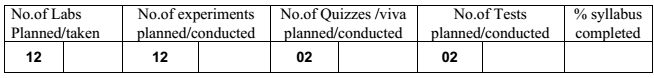 No.of Labs No.of experiments No.of Quizzes /viva No.of Tests % syllabus
Planned/taken planned/conducted planned/conducted planned/conducted completed
12 12 02 02